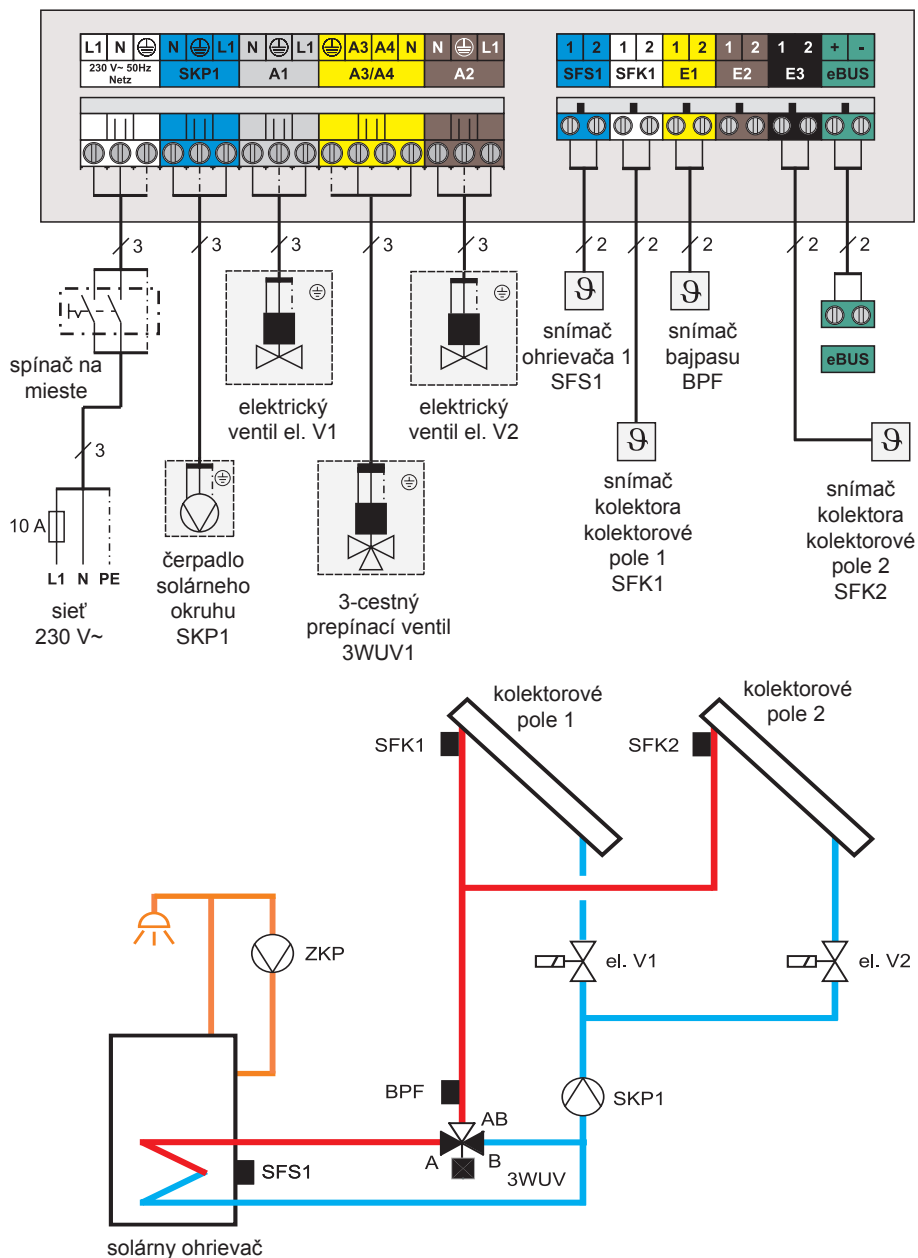 L1 N N L1 N L1 A3 A4 N N L1
230 V~ 50Hz
Netz
SKP1 A1 A3/A4 A2
1 2 1 2 1 2 1 2 1 2 + -
SFS1 SFK1 E1 E2 E3 eBUS
3 3 3 3 3 2 2 2 2 2
spínač na
mieste
3
10 A
L1 N PE
sieť
230 V~
čerpadlo
solárneho
okruhu
SKP1
elektrický
ventil el. V1
3-cestný
prepínací ventil
3WUV1
elektrický
ventil el. V2
ϑ
snímač
ohrievača 1
SFS1
ϑ
snímač
kolektora
kolektorové
pole 1
SFK1
ϑ
snímač
bajpasu
BPF
eBUS
ϑ
snímač
kolektora
kolektorové
pole 2
SFK2
kolektorové
pole 1
kolektorové
pole 2
SFK1
SFK2
ZKP
el. V1
el. V2
BPF
SKP1
AB
A
B
3WUV
SFS1
solárny ohrievač